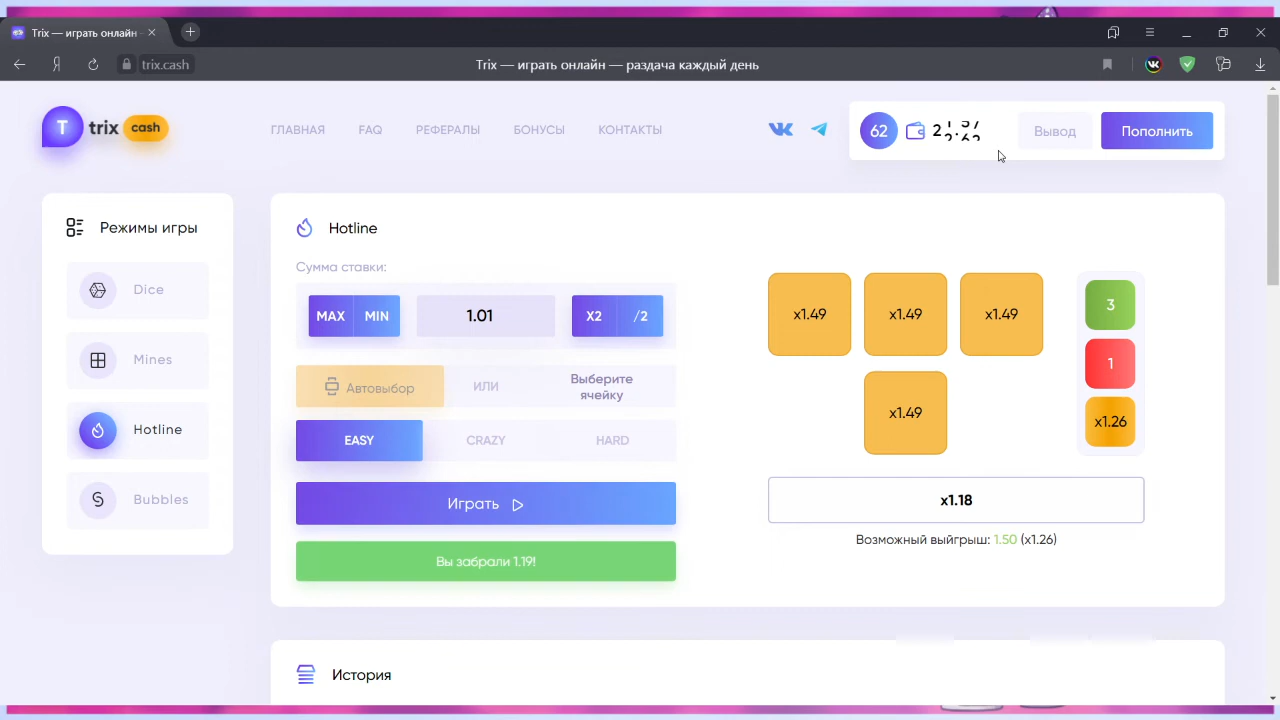 Trix — играть онлайн
trix.cash
Trix — играть онлайн — раздача каждый день
T trix cash
ГЛАВНАЯ FAQ РЕФЕРАЛЫ БОНУСЫ КОНТАКТЫ
62
Вывод
Пополнить
Режимы игры
Dice
Mines
Hotline
Bubbles
Hotline
Сумма ставки:
MAX MIN 1.01 X2 /2
Автовыбор ИЛИ Выберите
ячейку
EASY CRAZY HARD
Играть
Вы забрали 1.19!
x1.49 x1.49 x1.49
x1.49
3
1
x1.26
x1.18
Возможный выйгрыш: 1.50 (x1.26)
История